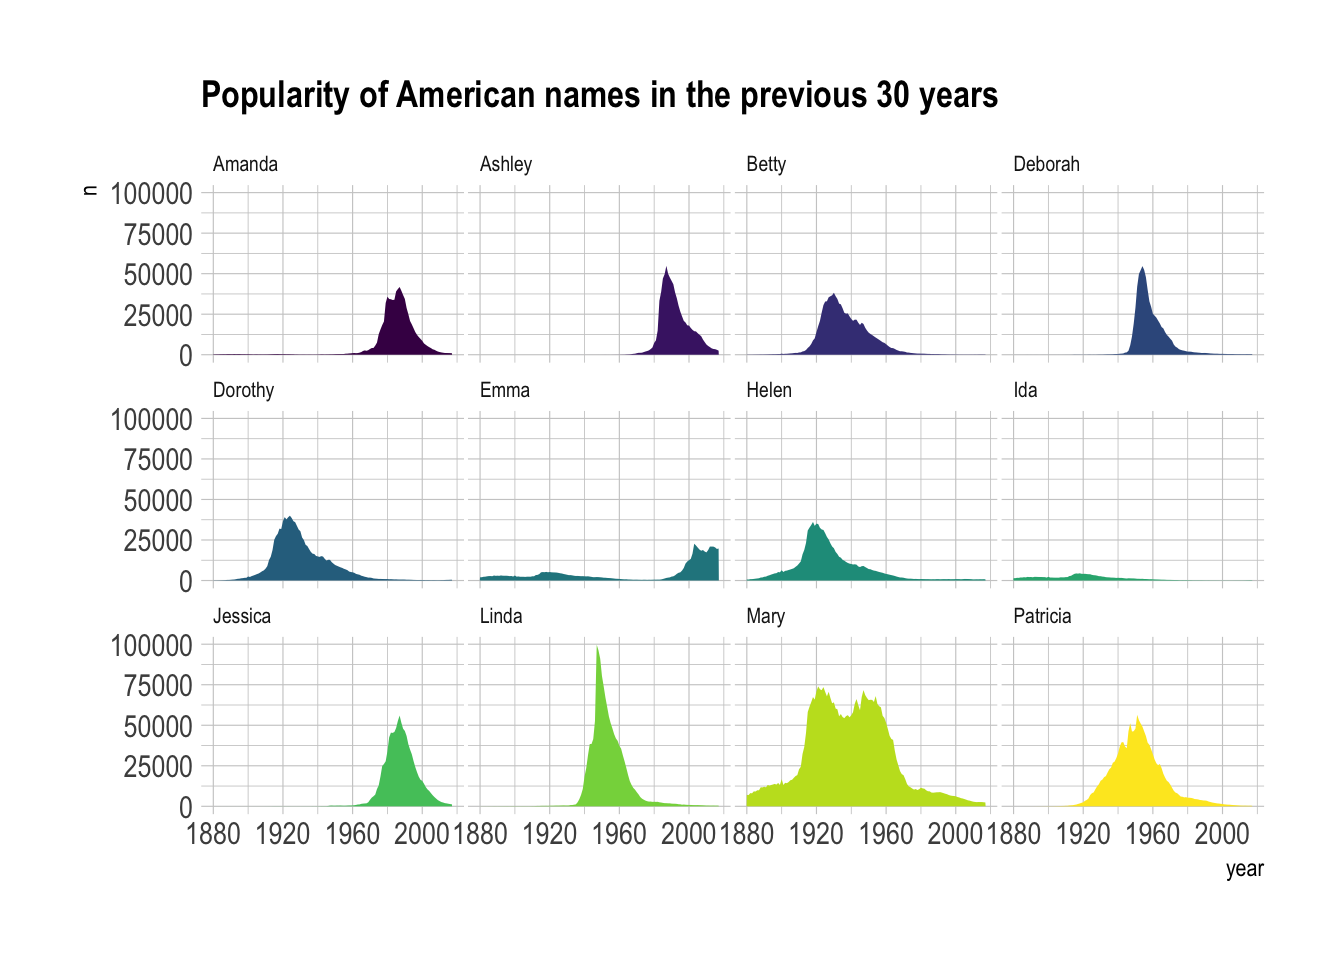 Popularity of American names in the previous 30 years
Amanda Ashley Betty Deborah
n
100000
75000
50000
25000
0
Dorothy Emma Helen Ida
100000
75000
50000
25000
0
Jessica Linda Mary Patricia
100000
75000
50000
25000
0
1880 1920 1960 2000 1880 1920 1960 2000 1880 1920 1960 2000 1880 1920 1960 2000
year